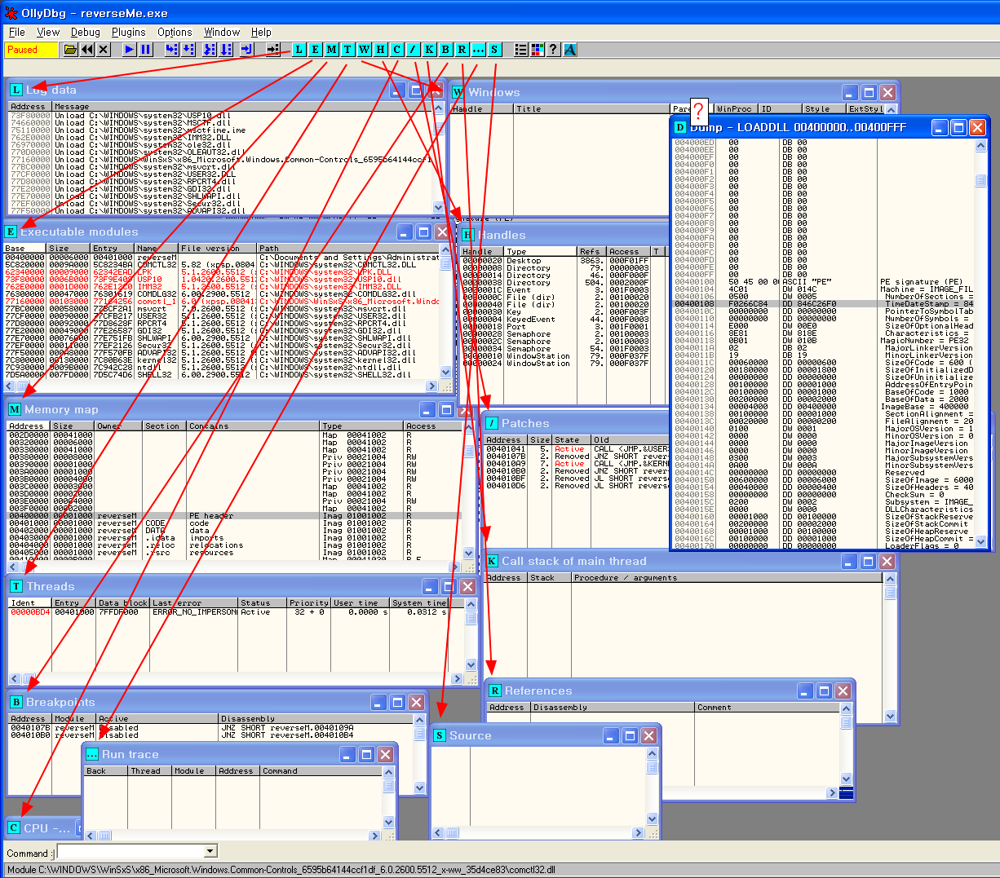 OllyDbg - reverseMe.exe
File View Debug Plugins Options Window Help
Paused
L E M T W H C / K B R ... S
?
L Log data
Address Message
73F80000 Unload C:\WINDOWS\system32\USP10.dll
74660000 Unload C:\WINDOWS\system32\MSCTF.dll
75110000 Unload C:\WINDOWS\system32\msctfime.ime
762E0000 Unload C:\WINDOWS\system32\IMM32.DLL
76970000 Unload C:\WINDOWS\system32\ole32.dll
770D0000 Unload C:\WINDOWS\system32\OLEAUT32.dll
77160000 Unload C:\WINDOWS\WinSxS\x86_Microsoft.Windows.Common-Controls_6595b64144ccf1
77BC0000 Unload C:\WINDOWS\system32\msvcrt.dll
77CF0000 Unload C:\WINDOWS\system32\USER32.DLL
77D80000 Unload C:\WINDOWS\system32\RPCRT4.dll
77E20000 Unload C:\WINDOWS\system32\GDI32.dll
77E70000 Unload C:\WINDOWS\system32\SHLWAPI.dll
77EF0000 Unload C:\WINDOWS\system32\Secur32.dll
77F50000 Unload C:\WINDOWS\system32\ADVAPI32.dll
W Windows
Handle Title WinProc ID Style ExtStyl
?
D Dump - LOADDLL 00400000..00400FFF
004000ED 00 DB 00
004000EE 00 DB 00
004000EF 00 DB 00
004000F0 00 DB 00
004000F1 00 DB 00
004000F2 00 DB 00
004000F3 00 DB 00
004000F4 00 DB 00
004000F5 00 DB 00
004000F6 00 DB 00
004000F7 00 DB 00
004000F8 00 DB 00
004000F9 00 DB 00
004000FA 00 DB 00
004000FB 00 DB 00
004000FC 00 DB 00
004000FD 00 DB 00
004000FE 00 DB 00
004000FF 00 DB 00
00400100 50 45 00 00 ASCII "PE" PE signature (PE)
00400104 4C01 DW 014C Machine = IMAGE_FIL
00400106 0500 DW 0005 NumberOfSections =
00400108 F0266C84 DD 846C26F0 TimeDateStamp = 84
0040010C 00000000 DD 00000000 PointerToSymbolTab
00400110 00000000 DD 00000000 NumberOfSymbols =
00400114 E000 DW 00E0 SizeOfOptionalHead
00400116 8E81 DW 818E Characteristics =
00400118 0B01 DW 010B MagicNumber = PE32
0040011A 02 DB 02 MajorLinkerVersion
0040011B 19 DB 19 MinorLinkerVersion
0040011C 00060000 DD 00000600 SizeOfCode = 600 (
00400120 00180000 DD 00001800 SizeOfInitializedD
00400124 00000000 DD 00000000 SizeOfUninitialize
00400128 00100000 DD 00001000 AddressOfEntryPoin
0040012C 00100000 DD 00001000 BaseOfCode = 1000
00400130 00200000 DD 00002000 BaseOfData = 2000
00400134 00004000 DD 00400000 ImageBase = 400000
00400138 00100000 DD 00001000 SectionAlignment =
0040013C 00020000 DD 00000200 FileAlignment = 20
00400140 0100 DW 0001 MajorOSVersion = 1
00400142 0000 DW 0000 MinorOSVersion = 0
00400144 0000 DW 0000 MajorImageVersion
00400146 0000 DW 0000 MinorImageVersion
00400148 0300 DW 0003 MajorSubsystemVers
0040014A 0A00 DW 000A MinorSubsystemVers
0040014C 00000000 DD 00000000 Reserved
00400150 00600000 DD 00006000 SizeOfImage = 6000
00400154 00040000 DD 00000400 SizeOfHeaders = 40
00400158 00000000 DD 00000000 CheckSum = 0
0040015C 0200 DW 0002 Subsystem = IMAGE_
0040015E 0000 DW 0000 DLLCharacteristics
00400160 00001000 DD 00100000 SizeOfStackReserve
00400164 00200000 DD 00002000 SizeOfStackCommit
00400168 00001000 DD 00100000 SizeOfHeapReserve
0040016C 00100000 DD 00001000 SizeOfHeapCommit =
00400170 00000000 DD 00000000 LoaderFlags = 0
E Executable modules
Base Size Entry Name File version Path
00400000 00006000 00401000 reverseM C:\Documents and Settings\Administrat
5C820000 0009A000 5C8234BA COMCTL32 5.82 (xpsp.0804 C:\WINDOWS\system32\COMCTL32.DLL
62340000 00009000 62342EAD LPK 5.1.2600.5512 ( C:\WINDOWS\system32\LPK.DLL
73F80000 0006B000 73F9E409 USP10 1.0420.2600.5512 C:\WINDOWS\system32\USP10.dll
762E0000 0001D000 762E12C0 IMM32 5.1.2600.5512 ( C:\WINDOWS\system32\IMM32.DLL
76300000 00047000 76301619 COMDLG32 6.00.2900.5512 C:\WINDOWS\system32\COMDLG32.dll
77160000 00103000 77164256 comctl_1 6.0 (xpsp.08041 C:\WINDOWS\WinSxS\x86_Microsoft.Windo
77BC0000 00058000 77BCF2A1 msvcrt 7.0.2600.5512 ( C:\WINDOWS\system32\msvcrt.dll
77CF0000 00090000 77CFB217 USER32 5.1.2600.5512 ( C:\WINDOWS\system32\USER32.dll
77D80000 00092000 77D8628F RPCRT4 5.1.2600.5512 ( C:\WINDOWS\system32\RPCRT4.dll
77E20000 00049000 77E26587 GDI32 5.1.2600.5512 ( C:\WINDOWS\system32\GDI32.dll
77E70000 00076000 77E751FB SHLWAPI 6.00.2900.5512 C:\WINDOWS\system32\SHLWAPI.dll
77EF0000 00011000 77EF2126 Secur32 5.1.2600.5512 ( C:\WINDOWS\system32\Secur32.dll
77F50000 000A8000 77F570FB ADVAPI32 5.1.2600.5512 ( C:\WINDOWS\system32\ADVAPI32.dll
7C800000 00130000 7C80B63E kernel32 5.1.2600.5512 ( C:\WINDOWS\system32\kernel32.dll
7C930000 0009B000 7C942C28 ntdll 5.1.2600.5512 ( C:\WINDOWS\system32\ntdll.dll
7D5A0000 007FD000 7D5C74D6 SHELL32 6.00.2900.5512 C:\WINDOWS\system32\SHELL32.dll
H Handles
Handle Type Refs Access T
00000020 Desktop 3863. 000F01FF
00000008 Directory 79. 00000003
00000014 Directory 46. 000F000F
00000038 Directory 504. 0000000F
0000001C Event 3. 001F0003
0000000C File (dir) 2. 00100020
00000040 File (dir) 2. 00100020
00000030 Key 2. 000F003F
00000004 KeyedEvent 44. 000F0003
00000018 Port 3. 001F0001
00000028 Semaphore 2. 00100003
0000002C Semaphore 2. 00100003
00000034 Semaphore 54. 001F0003
00000010 WindowStation 79. 000F037F
00000024 WindowStation 79. 000F037F
M Memory map
Address Size Owner Section Contains Type Access
002D0000 00041000 Map 00041002 R
00320000 00006000 Map 00041002 R
00330000 00041000 Map 00041002 R
00380000 00008000 Priv 00021004 RW
00390000 00001000 Priv 00021004 RW
003A0000 00001000 Priv 00021004 RW
003C0000 00003000 Map 00041002 R
003D0000 00002000 Map 00041002 R
003E0000 00002000 Priv 00021004 RW
003F0000 00002000 Map 00041002 R
00400000 00001000 reverseM PE header Imag 01001002 R
00401000 00001000 reverseM CODE code Imag 01001002 R
00402000 00001000 reverseM DATA data Imag 01001002 R
00403000 00001000 reverseM .idata imports Imag 01001002 R
00404000 00001000 reverseM .reloc relocations Imag 01001002 R
00405000 00001000 reverseM .rsrc resources Imag 01001002 R
/ Patches
Address Size State Old
00401041 5. Active CALL <JMP.&USER
0040107B 2. Removed JNZ SHORT rever
004010A9 7. Active CALL <JMP.&KERN
004010B0 2. Removed JNZ SHORT rever
004010BF 2. Removed JL SHORT revers
004010D6 2. Removed JL SHORT revers
K Call stack of main thread
Address Stack Procedure / arguments
T Threads
Ident Entry Data block Last error Status Priority User time System time
00000BD4 00401000 7FFDF000 ERROR_NO_IMPERSON Active 32 + 0 0.0000 s 0.0312 s
B Breakpoints
Address Module Active Disassembly
0040107B reverseM Disabled JNZ SHORT reverseM.0040109A
004010B0 reverseM Disabled JNZ SHORT reverseM.004010B4
R References
Address Disassembly Comment
... Run trace
Back Thread Module Address Command
S Source
C CPU -...
Command :
Module C:\WINDOWS\WinSxS\x86_Microsoft.Windows.Common-Controls_6595b64144ccf1df_6.0.2600.5512_x-ww_35d4ce83\comctl32.dll